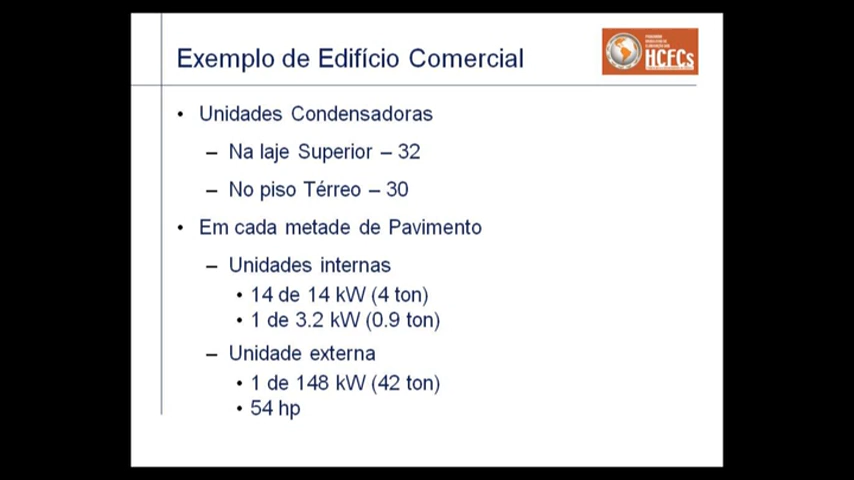 Exemplo de Edifício Comercial
HCFCs
• Unidades Condensadoras
– Na laje Superior – 32
– No piso Térreo – 30
• Em cada metade de Pavimento
– Unidades internas
• 14 de 14 kW (4 ton)
• 1 de 3.2 kW (0.9 ton)
– Unidade externa
• 1 de 148 kW (42 ton)
• 54 hp